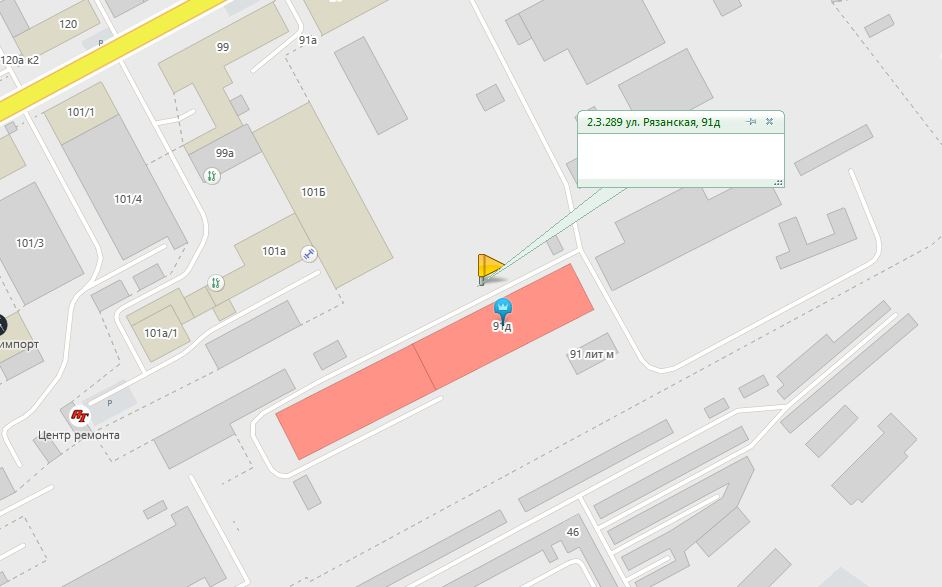 120
99
91а
Р
120а к2
101/1
2.3.289 ул. Рязанская, 91д
99а
101Б
101/4
101/3
101а
91д
101а/1
импорт
91 лит м
Р
Центр ремонта
46